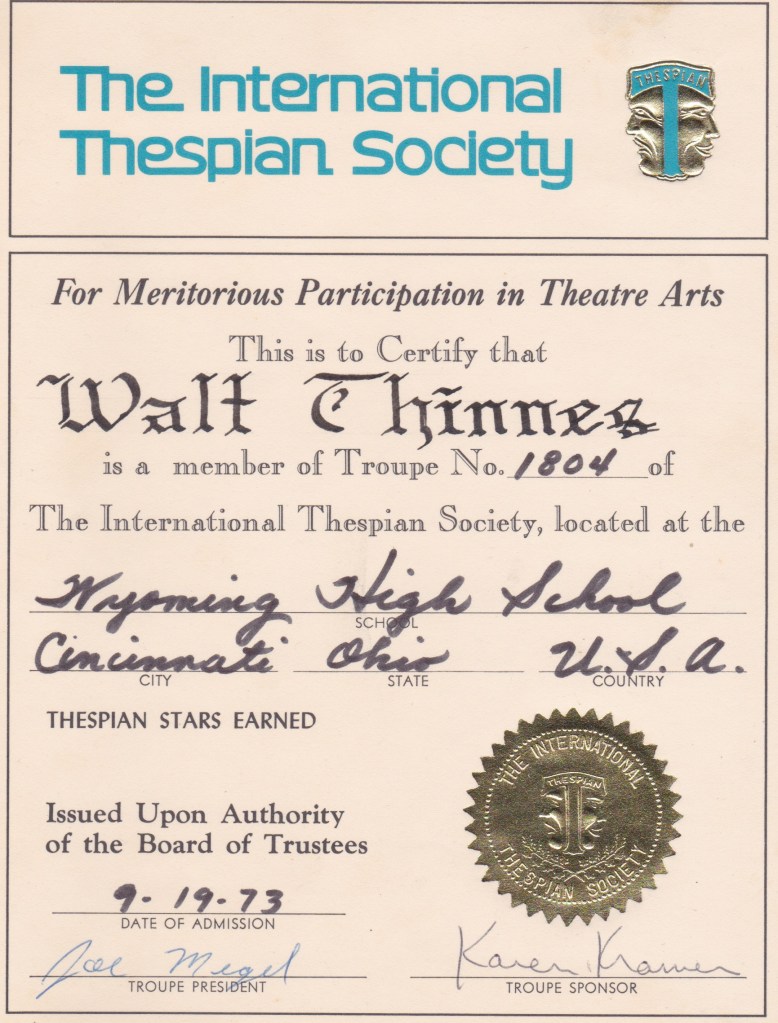 The International
Thespian Society
THESPIAN
For Meritorious Participation in Theatre Arts
This is to Certify that
Walt Thinnes
is a member of Troupe No. 1804 of
The International Thespian Society, located at the
Wyoming High School
SCHOOL
Cincinnati Ohio U.S.A.
CITY STATE COUNTRY
THESPIAN STARS EARNED
THE INTERNATIONAL
THESPIAN
THESPIAN SOCIETY
Issued Upon Authority
of the Board of Trustees
9-19-73
DATE OF ADMISSION
Joe Megel Karen Kramer
TROUPE PRESIDENT TROUPE SPONSOR